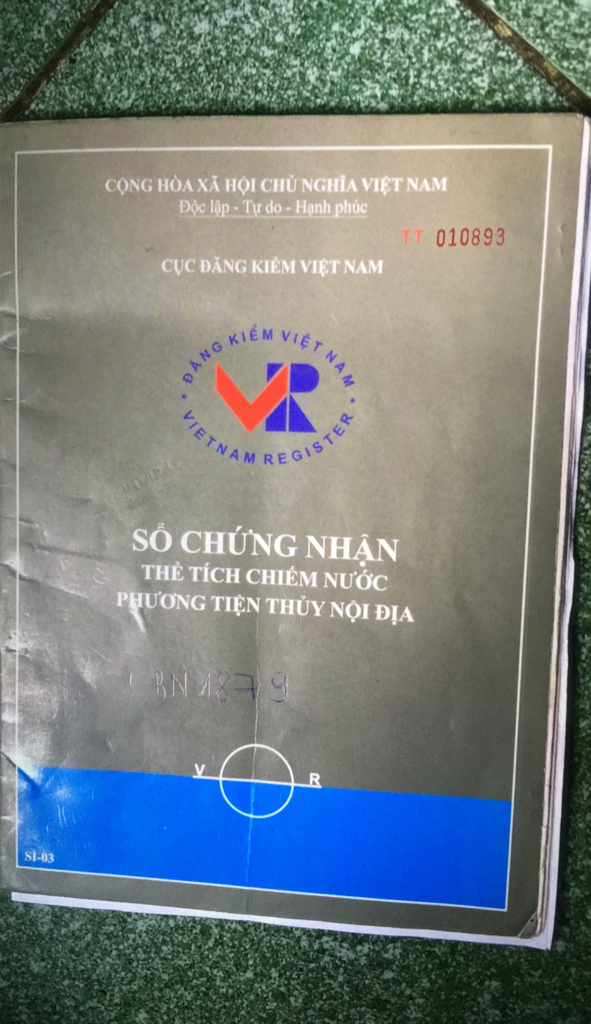 CỘNG HÒA XÃ HỘI CHỦ NGHĨA VIỆT NAM
Độc lập - Tự do - Hạnh phúc
TT 010893
CỤC ĐĂNG KIỂM VIỆT NAM
ĐĂNG KIỂM VIỆT NAM
VR
VIETNAM REGISTER
SỔ CHỨNG NHẬN
THỂ TÍCH CHIẾM NƯỚC
PHƯƠNG TIỆN THỦY NỘI ĐỊA
BN 1879
V R
SI-03